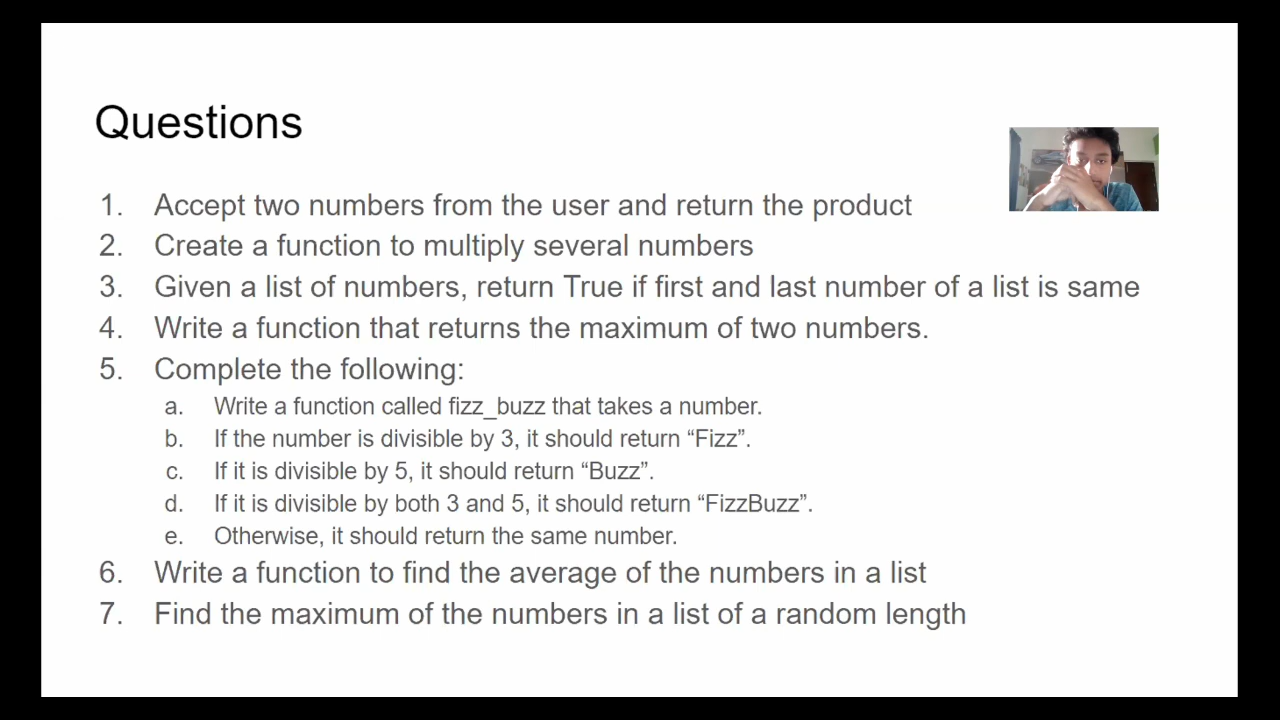 Questions
1. Accept two numbers from the user and return the product
2. Create a function to multiply several numbers
3. Given a list of numbers, return True if first and last number of a list is same
4. Write a function that returns the maximum of two numbers.
5. Complete the following:
a. Write a function called fizz_buzz that takes a number.
b. If the number is divisible by 3, it should return “Fizz”.
c. If it is divisible by 5, it should return “Buzz”.
d. If it is divisible by both 3 and 5, it should return “FizzBuzz”.
e. Otherwise, it should return the same number.
6. Write a function to find the average of the numbers in a list
7. Find the maximum of the numbers in a list of a random length